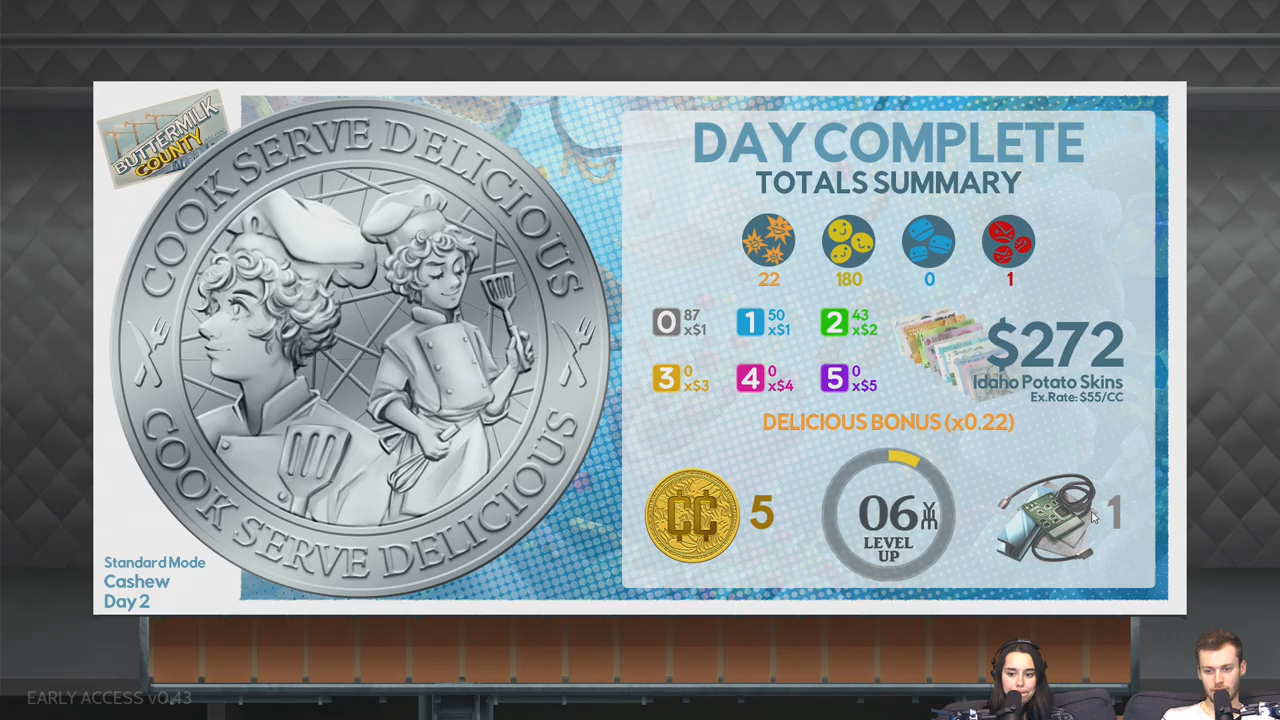 BUTTERMILK
COUNTY
COOK SERVE DELICIOUS
COOK SERVE DELICIOUS
Standard Mode
Cashew
Day 2
DAY COMPLETE
TOTALS SUMMARY
22
180
0
1
0 87 x$1
1 50 x$1
2 43 x$2
3 0 x$3
4 0 x$4
5 0 x$5
$272
Idaho Potato Skins
Ex.Rate: $55/CC
DELICIOUS BONUS (x0.22)
CC 5
06
LEVEL
UP
1
EARLY ACCESS v0.43